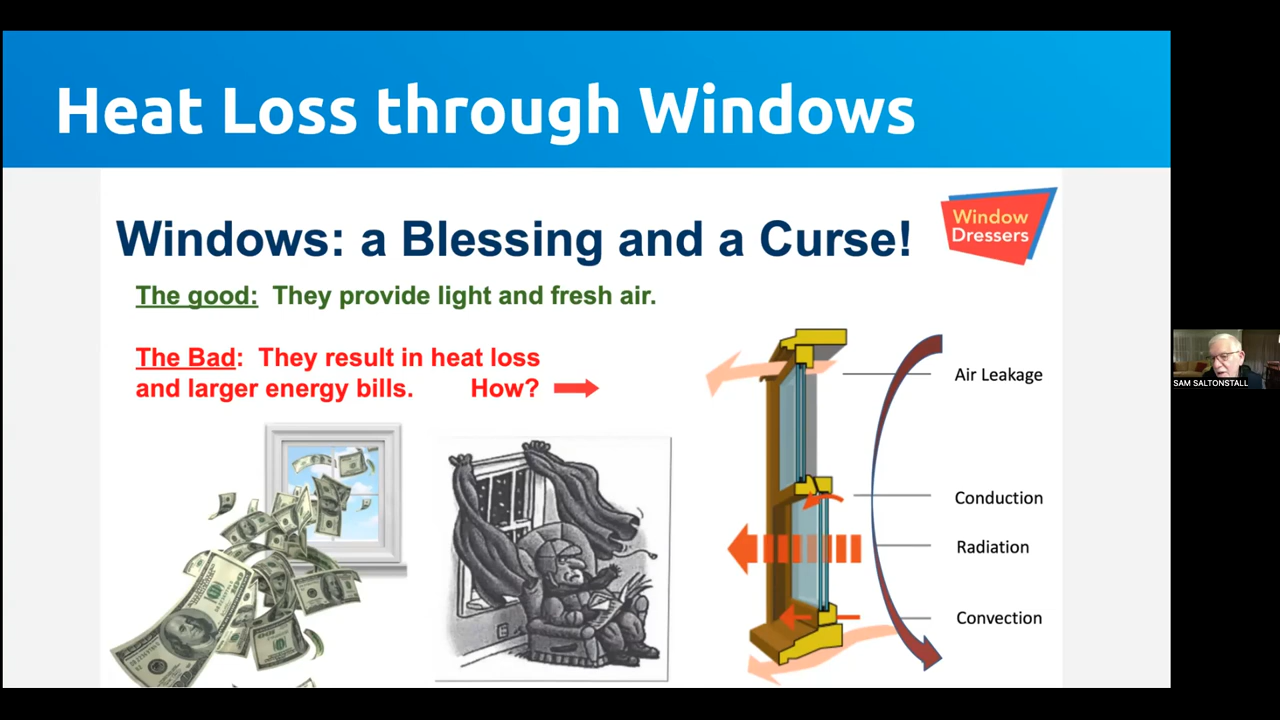 Heat Loss through Windows
Windows: a Blessing and a Curse!
Window
Dressers
The good: They provide light and fresh air.
The Bad: They result in heat loss
and larger energy bills. How?
Air Leakage
Conduction
Radiation
Convection
SAM SALTONSTALL